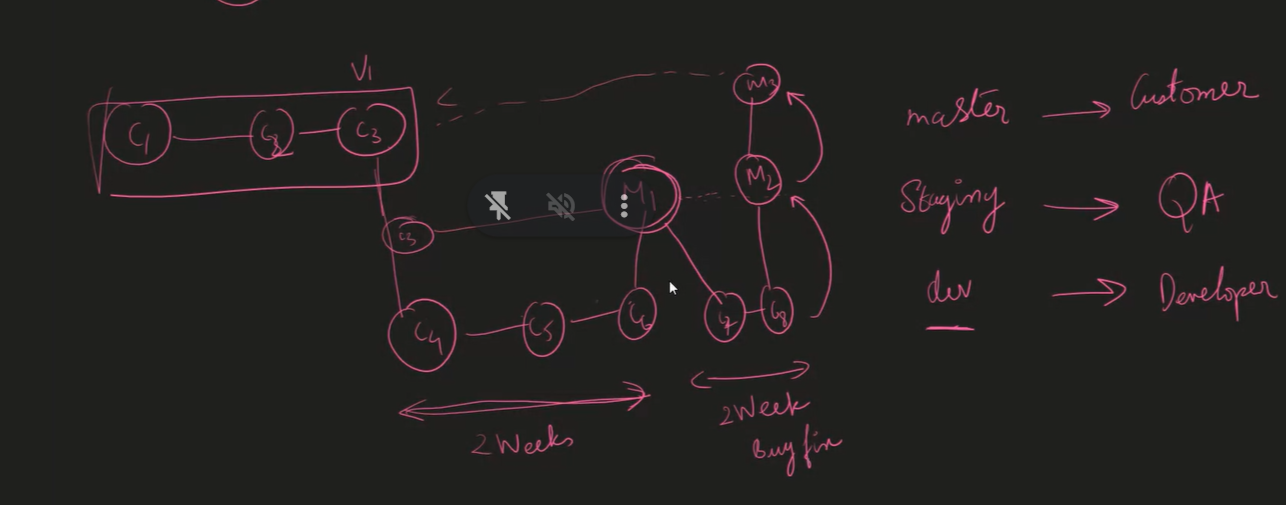 V1
C1
C2
C3
M3
M1
M2
C3
C4
C5
C6
C7
C8
2 Weeks
2 Week
Bug fix
master
Customer
Staging
QA
dev
Developer